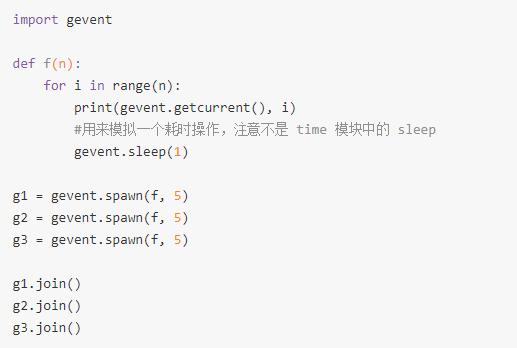 import gevent
def f(n):
    for i in range(n):
        print(gevent.getcurrent(), i)
        #用来模拟一个耗时操作，注意不是 time 模块中的 sleep
        gevent.sleep(1)
g1 = gevent.spawn(f, 5)
g2 = gevent.spawn(f, 5)
g3 = gevent.spawn(f, 5)
g1.join()
g2.join()
g3.join()